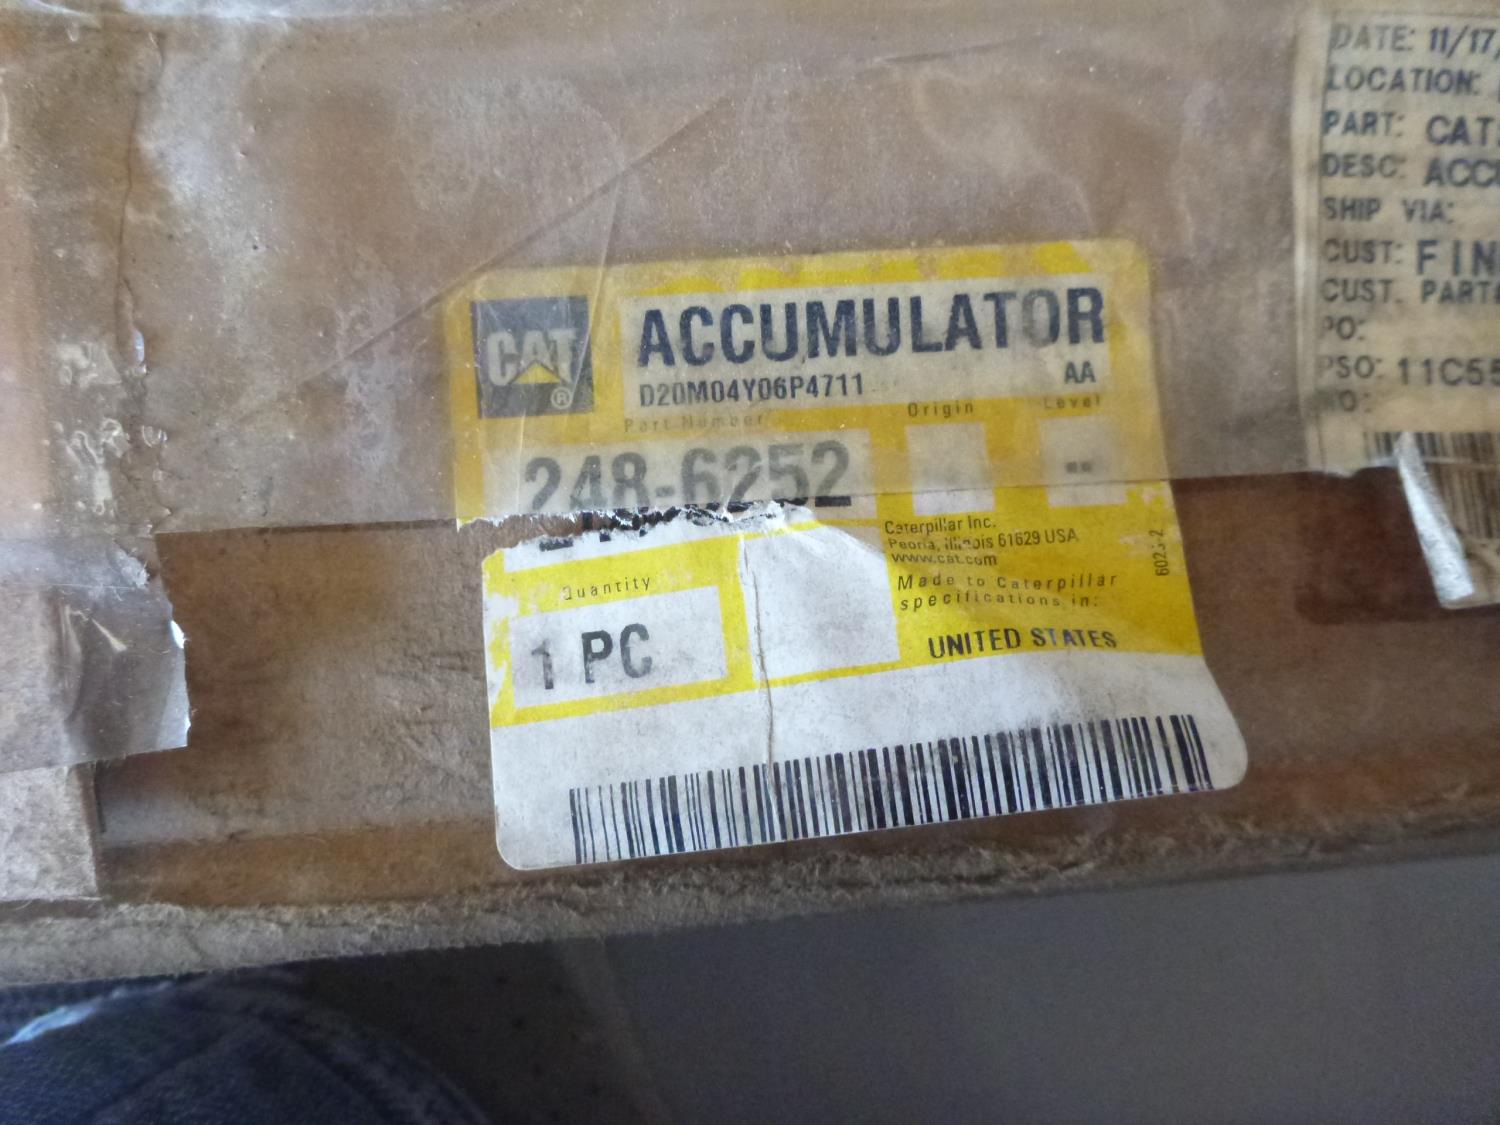 CAT
®
ACCUMULATOR
D20M04Y06P4711
AA
Part Number
Origin
Level
248-6252
--
Caterpillar Inc.
Peoria, Illinois 61629 USA
www.cat.com
Made to Caterpillar
specifications in:
UNITED STATES
Quantity
1 PC
DATE: 11/17
LOCATION:
PART: CAT
DESC: ACC
SHIP VIA:
CUST: FIN
CUST. PART
PO:
PSO: 11C55